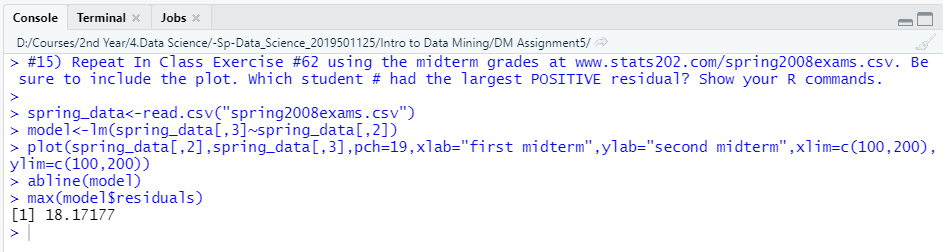 Console Terminal Jobs
D:/Courses/2nd Year/4.Data Science/-Sp-Data_Science_2019501125/Intro to Data Mining/DM Assignment5/
> #15) Repeat In Class Exercise #62 using the midterm grades at www.stats202.com/spring2008exams.csv. Be
sure to include the plot. Which student # had the largest POSITIVE residual? Show your R commands.
>
> spring_data<-read.csv("spring2008exams.csv")
> model<-lm(spring_data[,3]~spring_data[,2])
> plot(spring_data[,2],spring_data[,3],pch=19,xlab="first midterm",ylab="second midterm",xlim=c(100,200),
ylim=c(100,200))
> abline(model)
> max(model$residuals)
[1] 18.17177
>